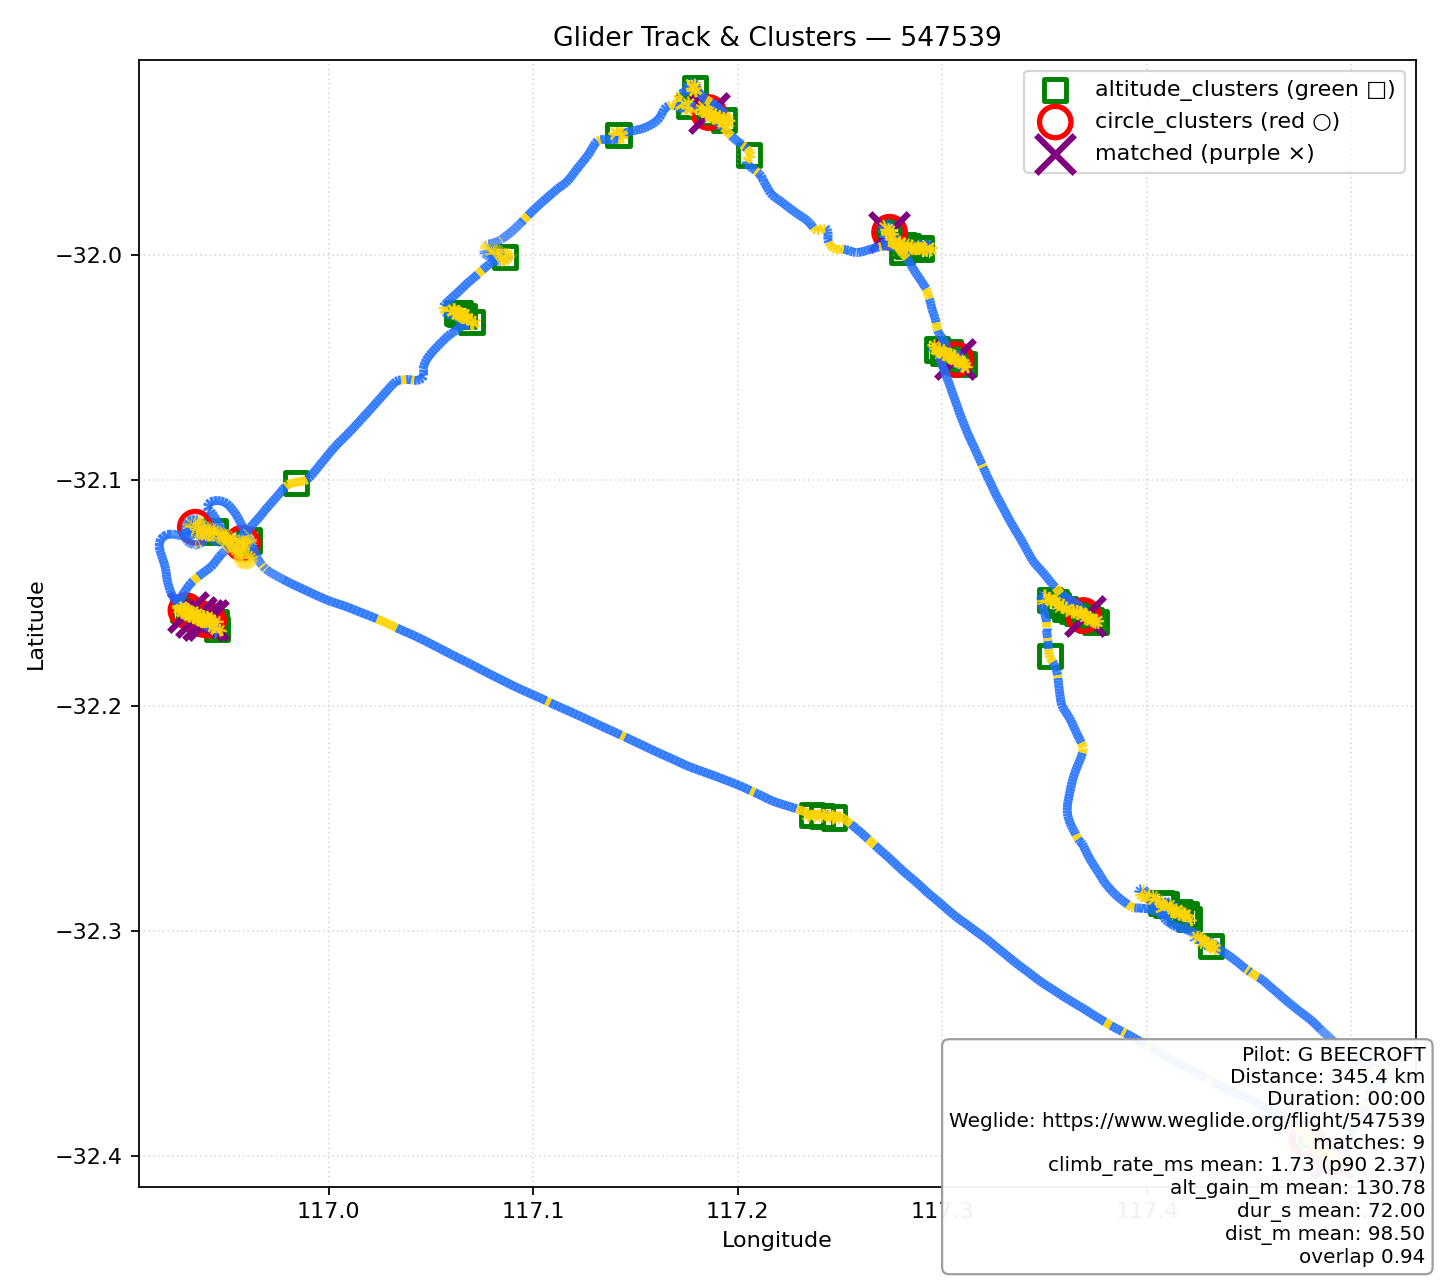 Glider Track & Clusters — 547539
altitude_clusters (green □)
circle_clusters (red ○)
matched (purple ×)
−32.0
−32.1
−32.2
−32.3
−32.4
Latitude
117.0
117.1
117.2
117.3
117.4
Longitude
Pilot: G BEECROFT
Distance: 345.4 km
Duration: 00:00
Weglide: https://www.weglide.org/flight/547539
matches: 9
climb_rate_ms mean: 1.73 (p90 2.37)
alt_gain_m mean: 130.78
dur_s mean: 72.00
dist_m mean: 98.50
overlap 0.94